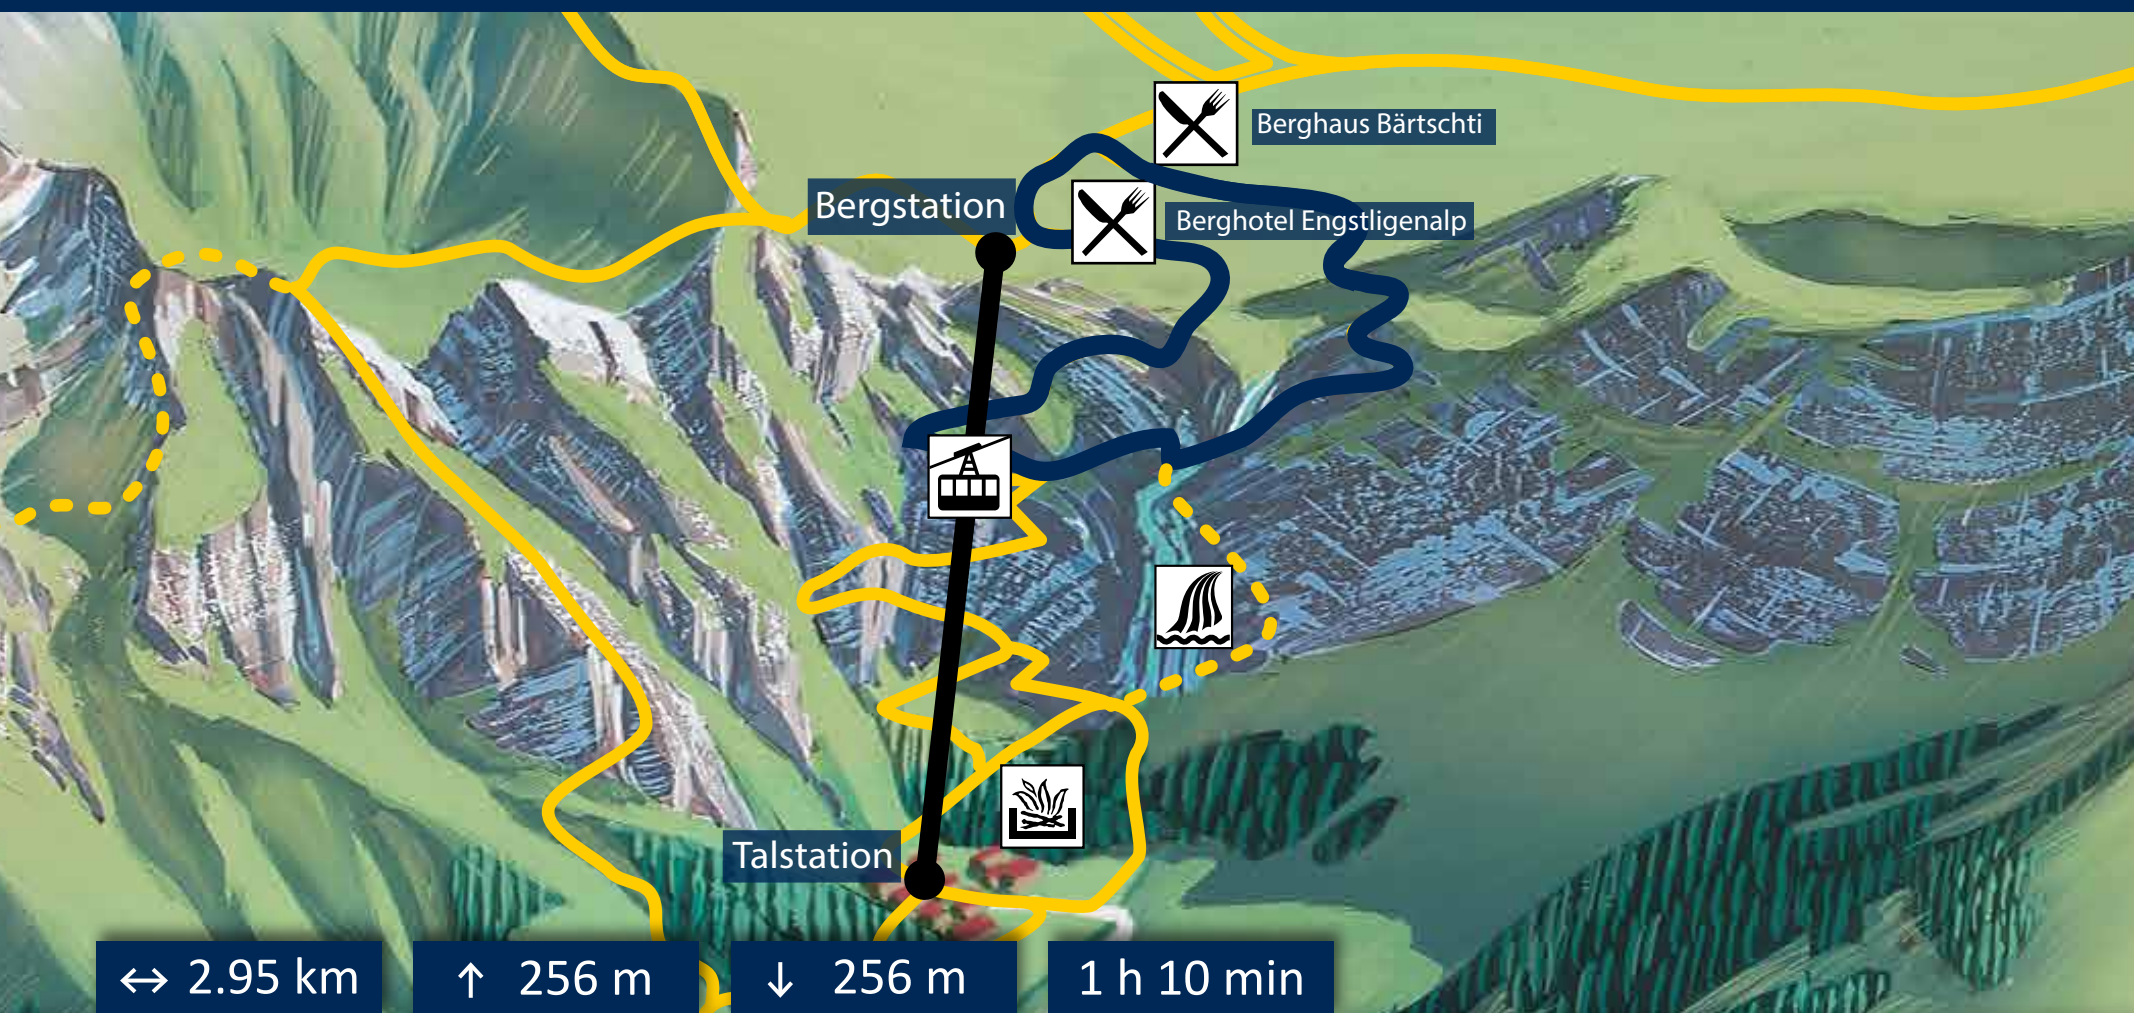 Berghaus Bärtschti
Bergstation
Berghotel Engstligenalp
Talstation
↔ 2.95 km
↑ 256 m
↓ 256 m
1 h 10 min